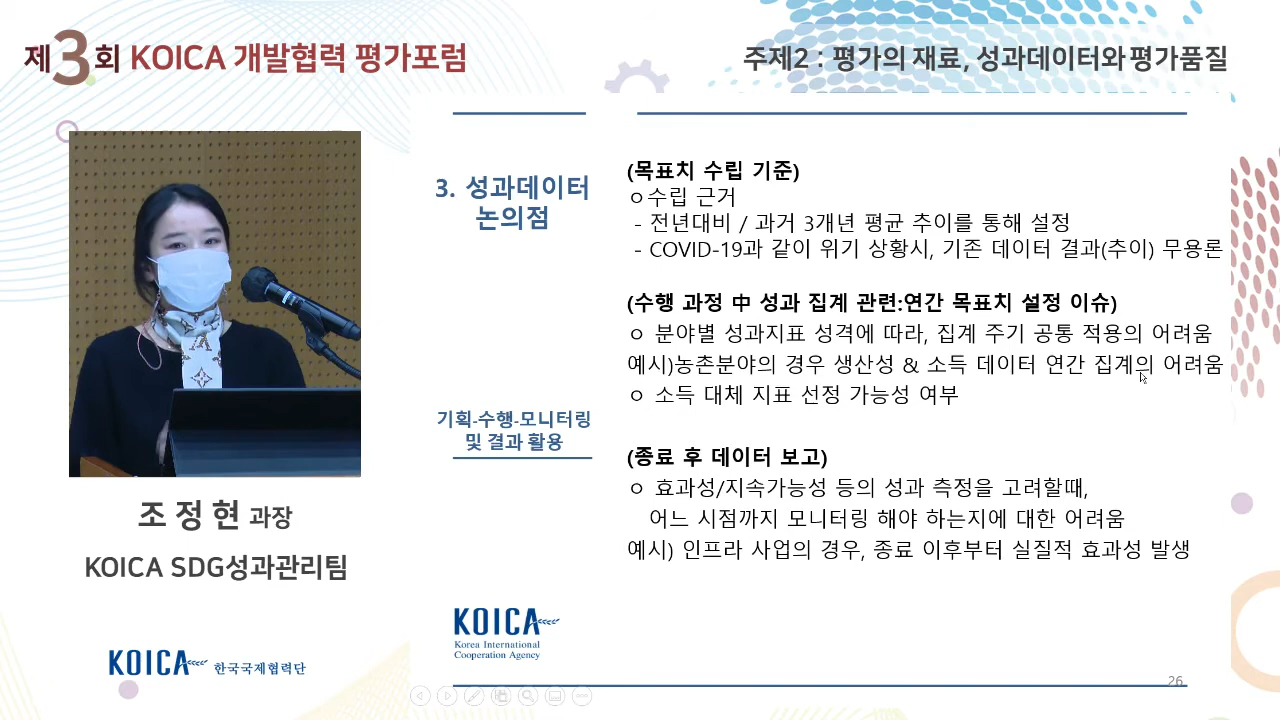 제3회 KOICA 개발협력 평가포럼
주제2 : 평가의 재료, 성과데이터와 평가품질
3. 성과데이터
논의점
기획-수행-모니터링
및 결과 활용
(목표치 수립 기준)
ㅇ수립 근거
- 전년대비 / 과거 3개년 평균 추이를 통해 설정
- COVID-19과 같이 위기 상황시, 기존 데이터 결과(추이) 무용론
(수행 과정 中 성과 집계 관련:연간 목표치 설정 이슈)
ㅇ 분야별 성과지표 성격에 따라, 집계 주기 공통 적용의 어려움
예시)농촌분야의 경우 생산성 & 소득 데이터 연간 집계의 어려움
ㅇ 소득 대체 지표 선정 가능성 여부
(종료 후 데이터 보고)
ㅇ 효과성/지속가능성 등의 성과 측정을 고려할때,
어느 시점까지 모니터링 해야 하는지에 대한 어려움
예시) 인프라 사업의 경우, 종료 이후부터 실질적 효과성 발생
조 정 현 과장
KOICA SDG성과관리팀
KOICA 한국국제협력단
KOICA
Korea International
Cooperation Agency
26